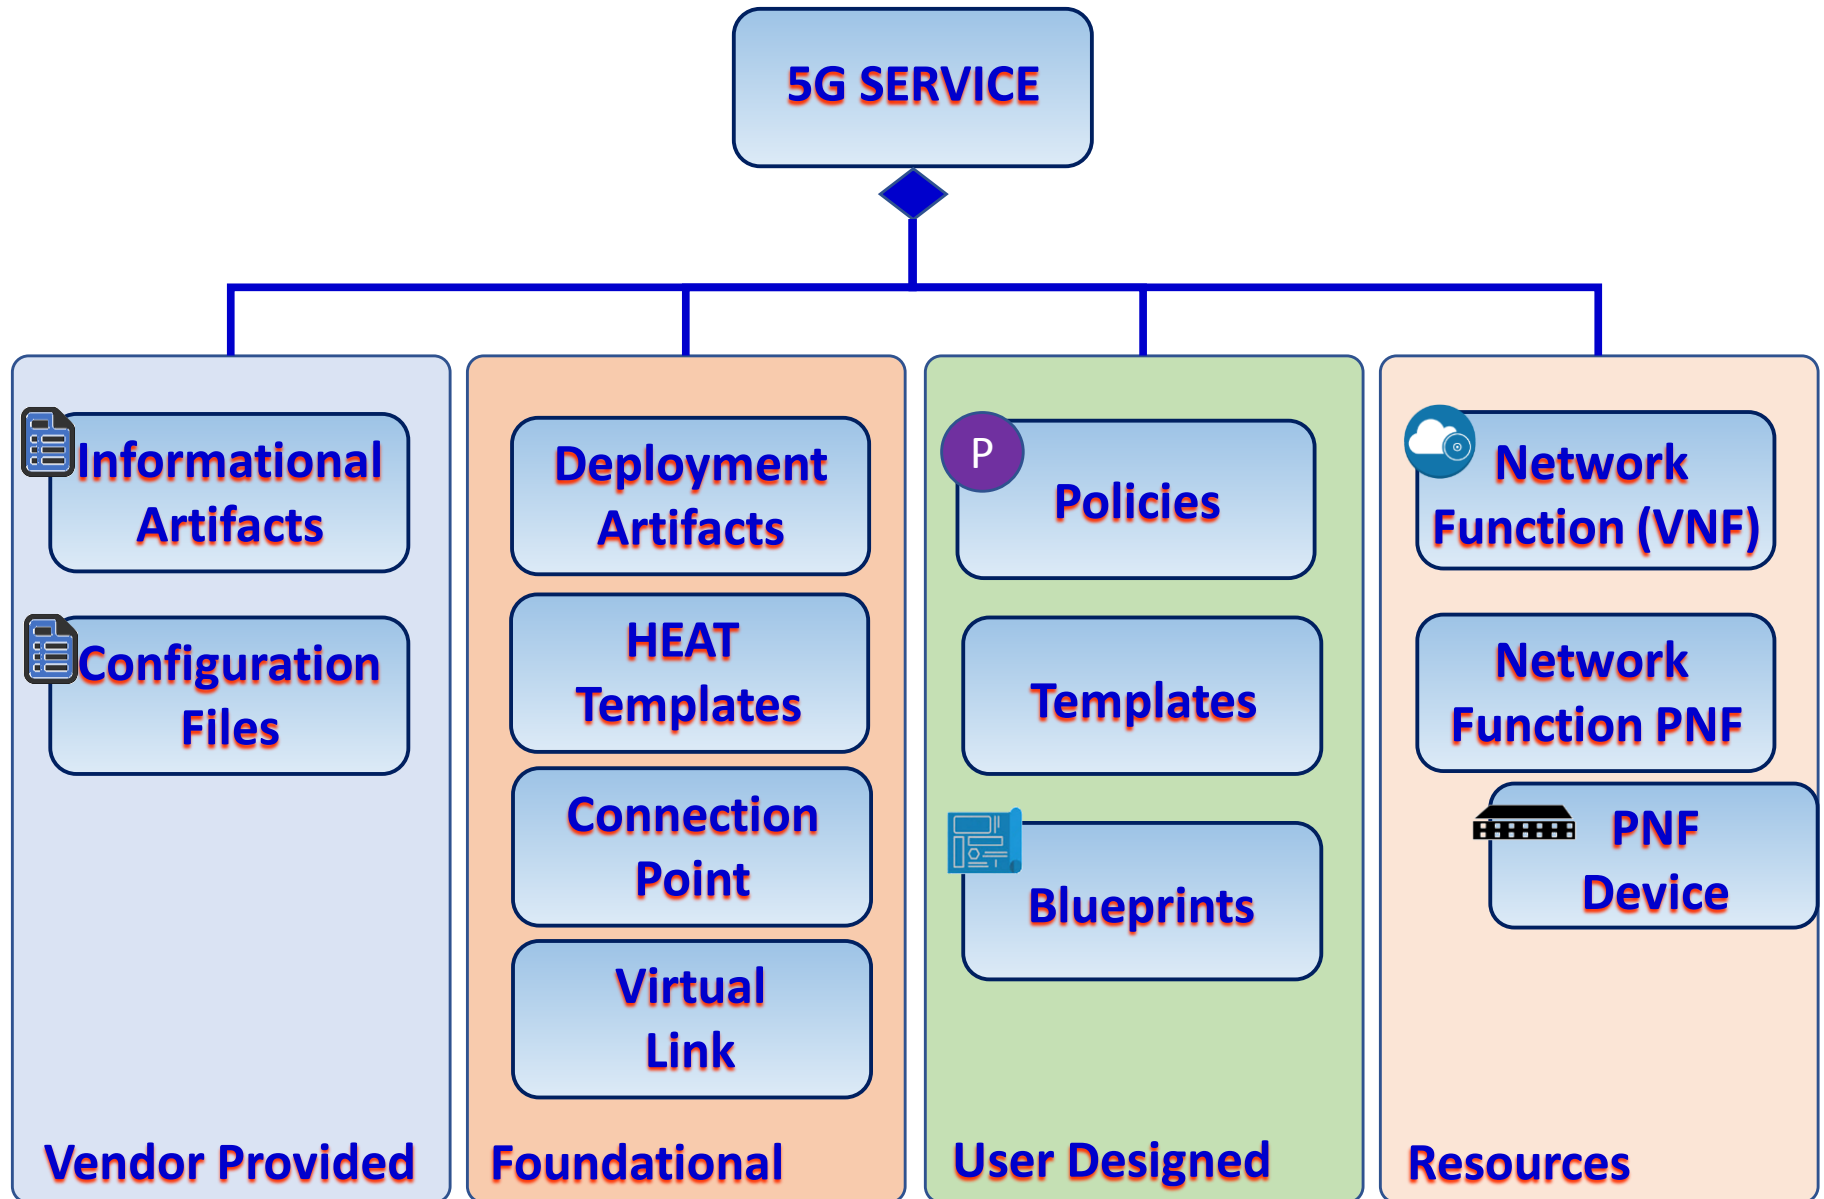 5G SERVICE
Informational
Artifacts
Configuration
Files
Vendor Provided
Deployment
Artifacts
HEAT
Templates
Connection
Point
Virtual
Link
Foundational
P
Policies
Templates
Blueprints
User Designed
Network
Function (VNF)
Network
Function PNF
PNF
Device
Resources